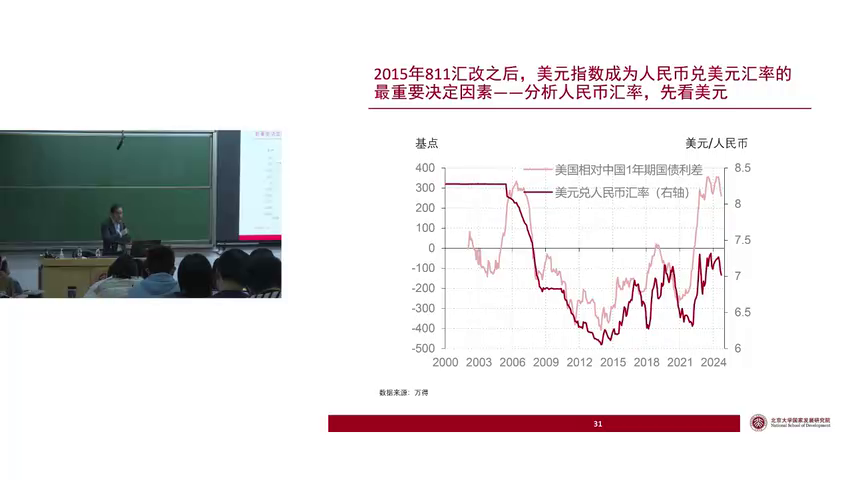 2015年811汇改之后，美元指数成为人民币兑美元汇率的
最重要决定因素——分析人民币汇率，先看美元
基点
美元/人民币
美国相对中国1年期国债利差
美元兑人民币汇率（右轴）
400
300
200
100
0
-100
-200
-300
-400
-500
8.5
8
7.5
7
6.5
6
2000 2003 2006 2009 2012 2015 2018 2021 2024
数据来源：万得
31
北京大学国家发展研究院
National School of Development